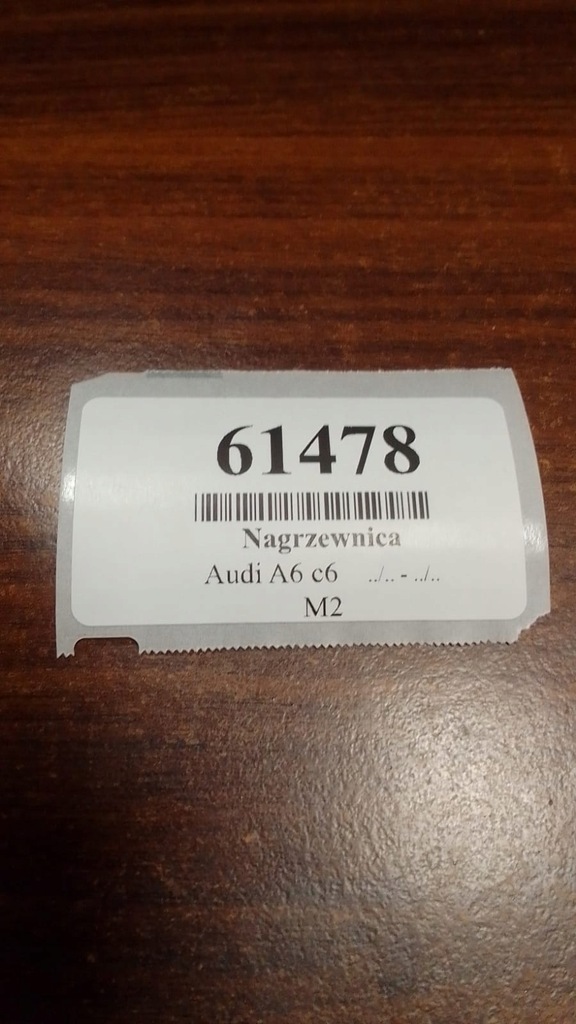 61478
Nagrzewnica
Audi A6 c6 ../.. - ../..
M2